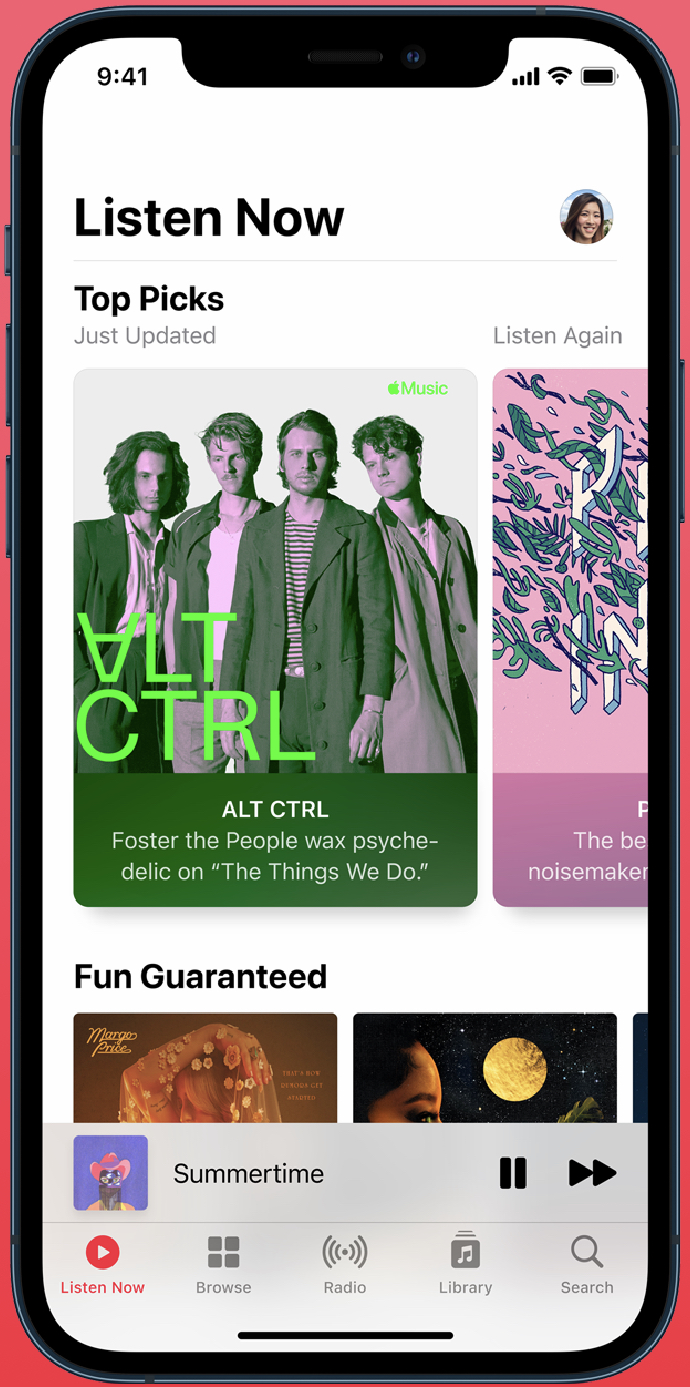 9:41
Listen Now
Top Picks
Just Updated
Listen Again
Music
ALT
CTRL
ALT CTRL
Foster the People wax psyche-
delic on “The Things We Do.”
The be
noisemaker
Fun Guaranteed
Margo
Price
THAT'S HOW
RUMORS GET
STARTED
Summertime
Listen Now
Browse
Radio
Library
Search